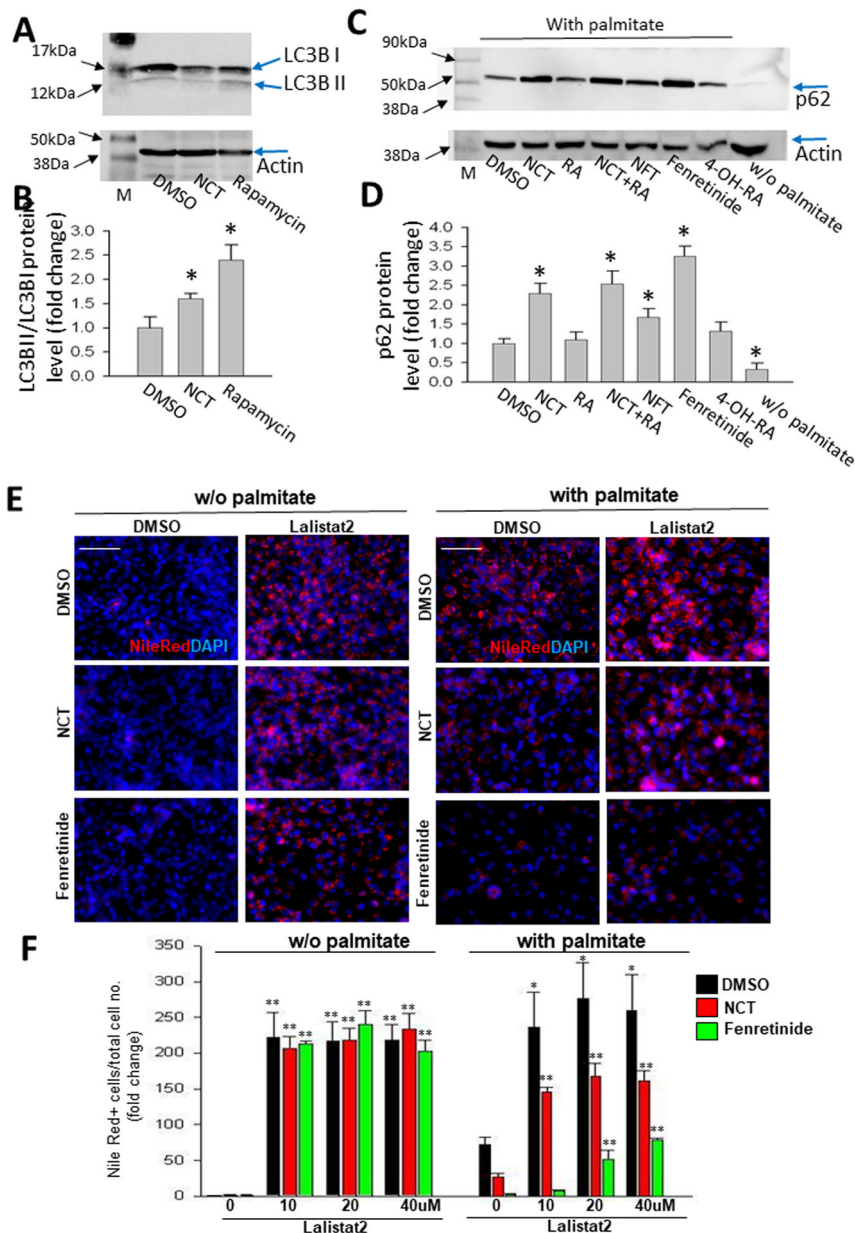 A
17kDa
12kDa
LC3B I
LC3B II
50kDa
38Da
Actin
M
DMSO
NCT
Rapamycin
B
LC3BII/LC3BI protein
level (fold change)
3.0
2.5
2.0
1.5
1.0
0.5
0.0
*
*
DMSO
NCT
Rapamycin
C
With palmitate
90kDa
50kDa
38Da
p62
38Da
Actin
M
DMSO
NCT
RA
NCT+RA
NFT
Fenretinide
4-OH-RA
w/o palmitate
D
p62 protein
level (fold change)
4.0
3.5
3.0
2.5
2.0
1.5
1.0
0.5
0.0
*
*
*
*
*
DMSO
NCT
RA
NCT+RA
NFT
Fenretinide
4-OH-RA
w/o palmitate
E
w/o palmitate
with palmitate
DMSO
Lalistat2
DMSO
Lalistat2
DMSO
NileRedDAPI
DMSO
NileRedDAPI
NCT
NCT
Fenretinide
Fenretinide
F
w/o palmitate
with palmitate
Nile Red+ cells/total cell no.
(fold change)
350
300
250
200
150
100
50
0
** ** **
** ** **
** ** **
* **
* ** **
* ** **
DMSO
NCT
Fenretinide
0 10 20 40uM
Lalistat2
0 10 20 40uM
Lalistat2